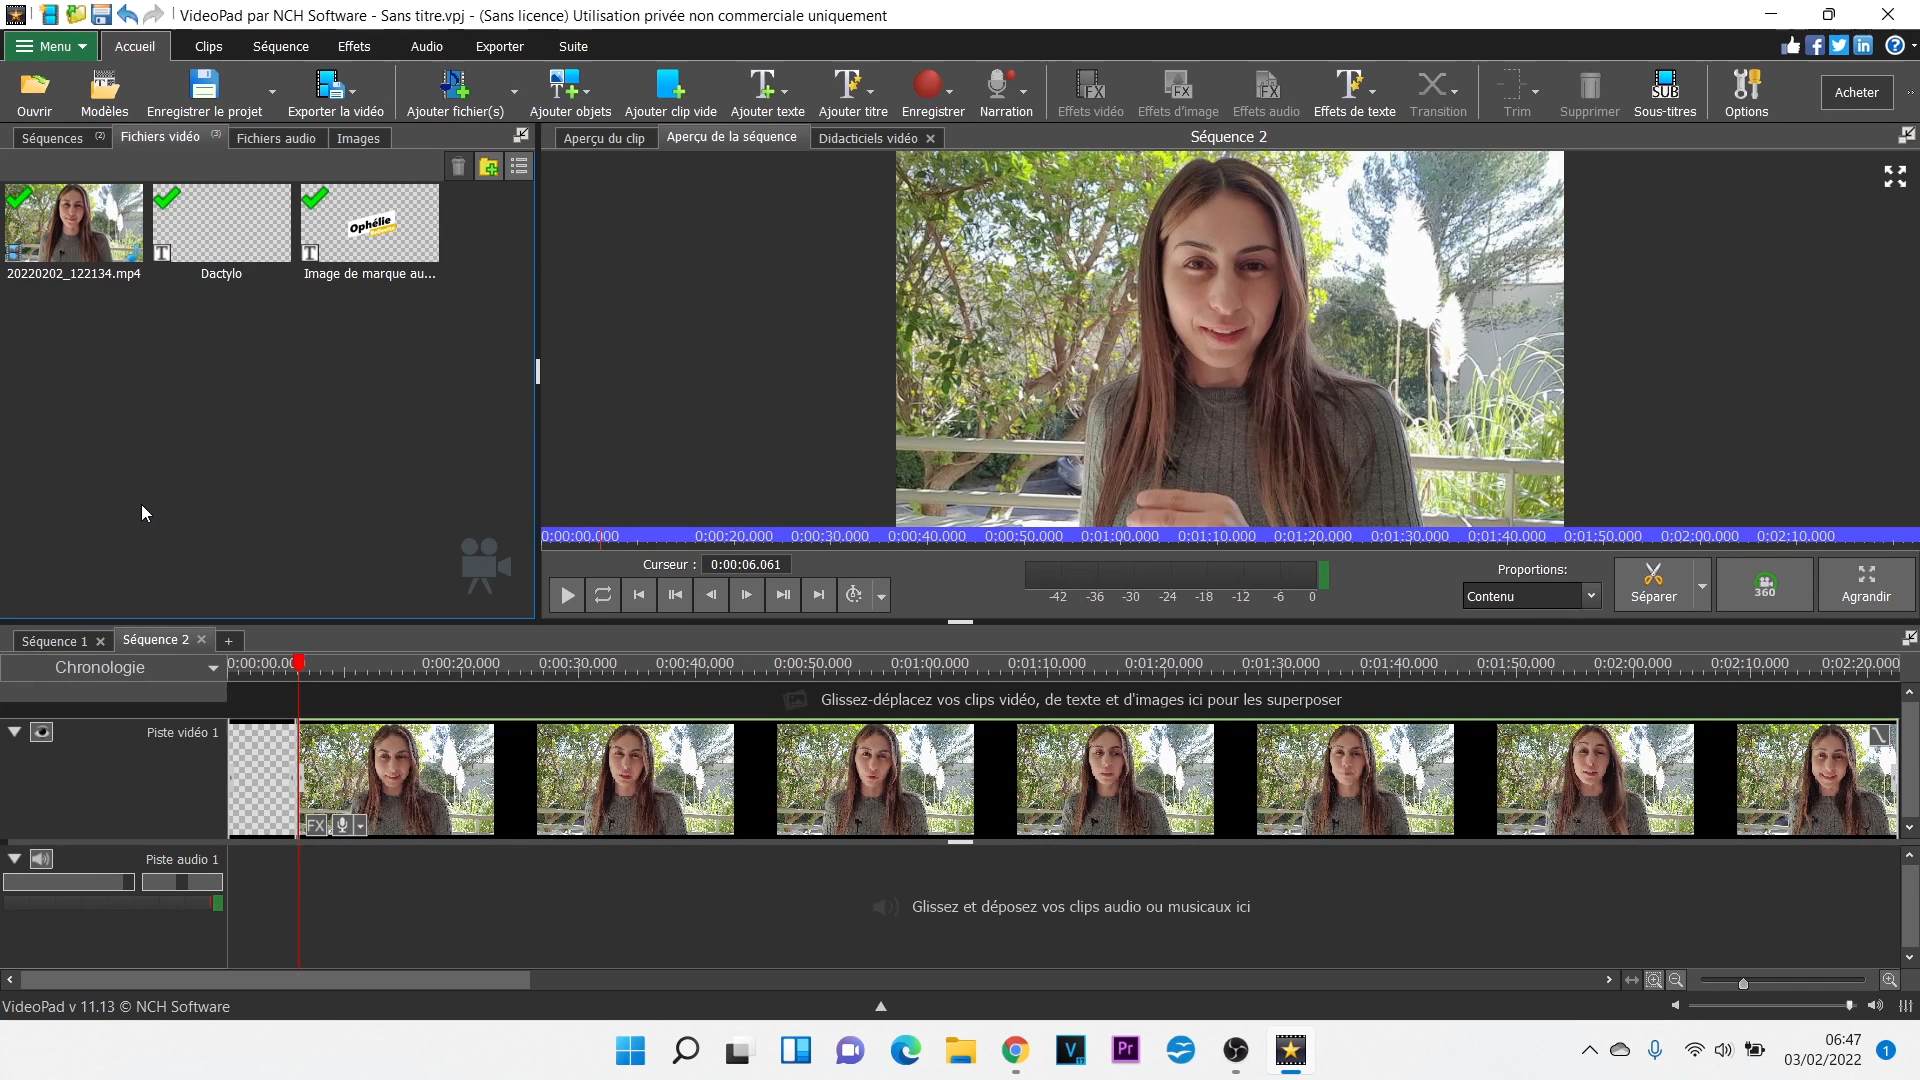 VideoPad par NCH Software - Sans titre.vpj - (Sans licence) Utilisation privée non commerciale uniquement
Menu Accueil Clips Séquence Effets Audio Exporter Suite
Ouvrir Modèles Enregistrer le projet Exporter la vidéo Ajouter fichier(s) Ajouter objets Ajouter clip vide Ajouter texte Ajouter titre Enregistrer Narration Effets vidéo Effets d'image Effets audio Effets de texte Transition Trim Supprimer Sous-titres Options Acheter
Séquences (2) Fichiers vidéo (3) Fichiers audio Images Aperçu du clip Aperçu de la séquence Didacticiels vidéo Séquence 2
Ophélie
20220202_122134.mp4 Dactylo Image de marque au...
0:00:00.000 0:00:20.000 0:00:30.000 0:00:40.000 0:00:50.000 0:01:00.000 0:01:10.000 0:01:20.000 0:01:30.000 0:01:40.000 0:01:50.000 0:02:00.000 0:02:10.000
Curseur : 0:00:06.061
-42 -36 -30 -24 -18 -12 -6 0
Proportions:
Contenu
Séparer
360
Agrandir
Séquence 1 Séquence 2 +
Chronologie 0:00:00.00 0:00:20.000 0:00:30.000 0:00:40.000 0:00:50.000 0:01:00.000 0:01:10.000 0:01:20.000 0:01:30.000 0:01:40.000 0:01:50.000 0:02:00.000 0:02:10.000 0:02:20.000
Glissez-déplacez vos clips vidéo, de texte et d'images ici pour les superposer
Piste vidéo 1
FX
Piste audio 1
Glissez et déposez vos clips audio ou musicaux ici
VideoPad v 11.13 © NCH Software
06:47
03/02/2022
1